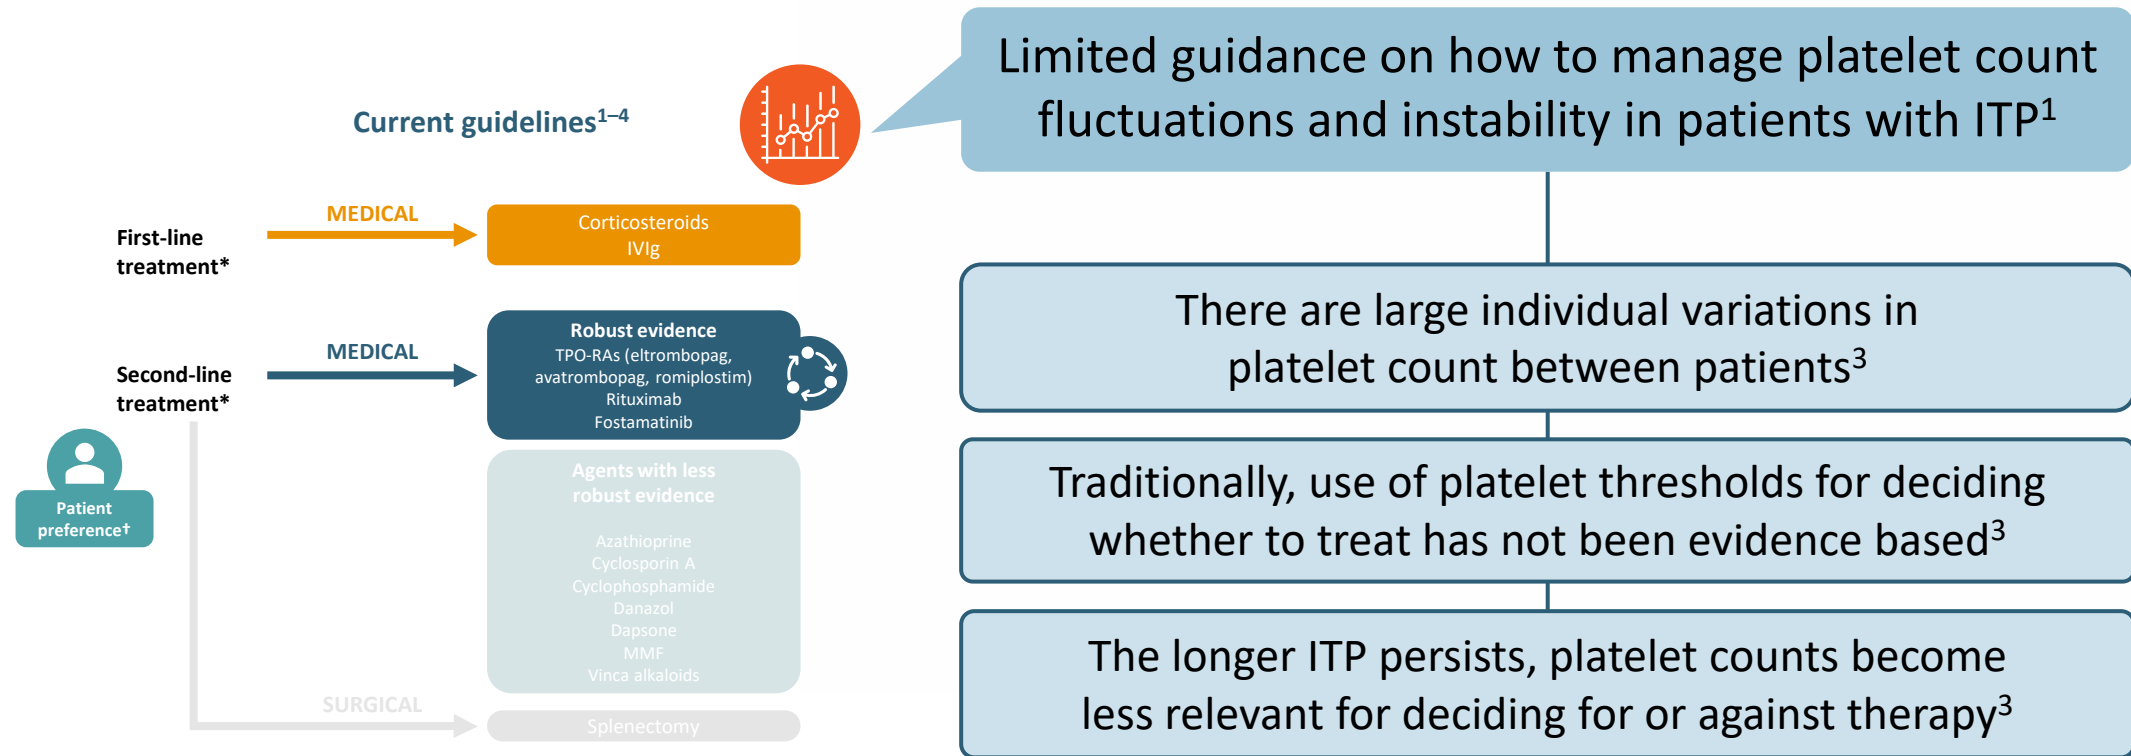 Current guidelines¹⁻⁴
First-line
treatment*
MEDICAL
Corticosteroids
IVIg
Second-line
treatment*
MEDICAL
Robust evidence
TPO-RAs (eltrombopag,
avatrombopag, romiplostim)
Rituximab
Fostamatinib
Patient
preference†
Agents with less
robust evidence
Azathioprine
Cyclosporin A
Cyclophosphamide
Danazol
Dapsone
MMF
Vinca alkaloids
SURGICAL
Splenectomy
Limited guidance on how to manage platelet count
fluctuations and instability in patients with ITP¹
There are large individual variations in
platelet count between patients³
Traditionally, use of platelet thresholds for deciding
whether to treat has not been evidence based³
The longer ITP persists, platelet counts become
less relevant for deciding for or against therapy³